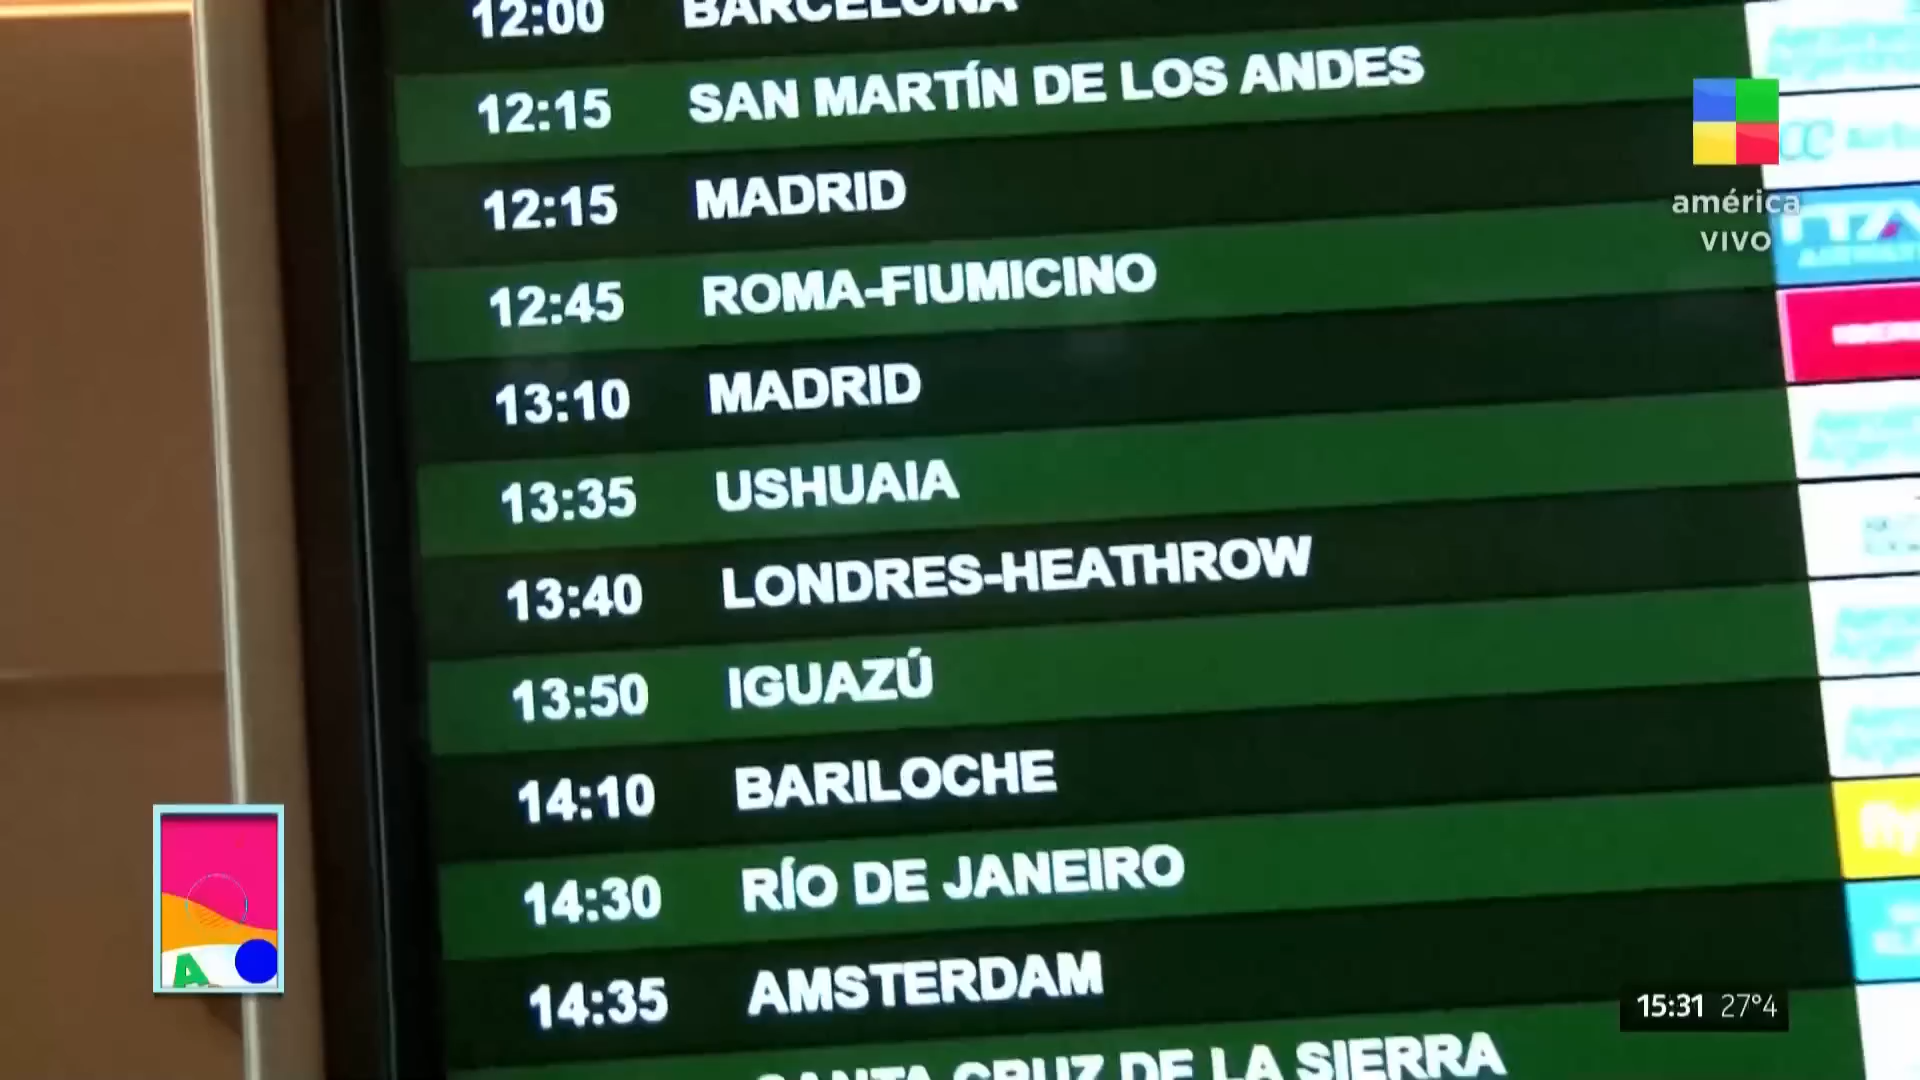 12:00 BARCELONA
12:15 SAN MARTÍN DE LOS ANDES
12:15 MADRID
12:45 ROMA-FIUMICINO
13:10 MADRID
13:35 USHUAIA
13:40 LONDRES-HEATHROW
13:50 IGUAZÚ
14:10 BARILOCHE
14:30 RÍO DE JANEIRO
fly
14:35 AMSTERDAM
SANTA CRUZ DE LA SIERRA
américa
VIVO
ITA
A
15:31 27°4